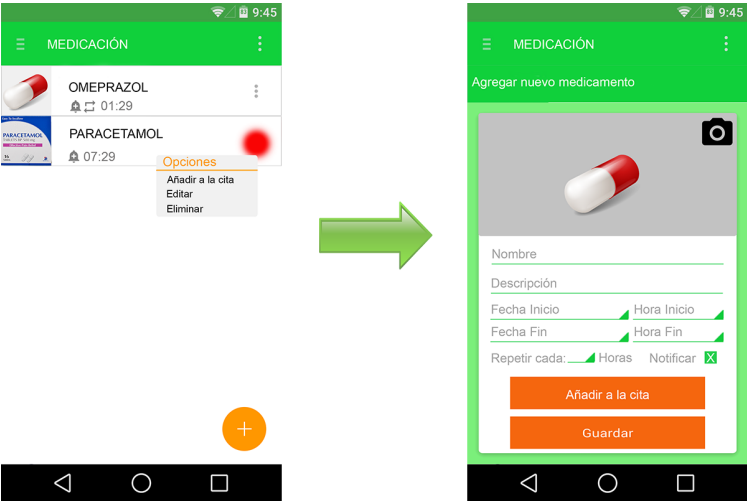 9:45
MEDICACIÓN
OMEPRAZOL
01:29
PARACETAMOL
PARACETAMOL
07:29
Opciones
Añadir a la cita
Editar
Eliminar
9:45
MEDICACIÓN
Agregar nuevo medicamento
Nombre
Descripción
Fecha Inicio Hora Inicio
Fecha Fin Hora Fin
Repetir cada: Horas Notificar X
Añadir a la cita
Guardar